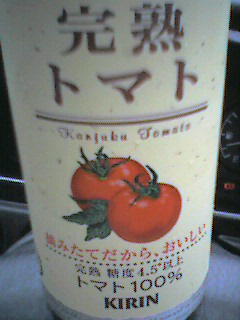 完熟
トマト
Kanjuku Tomato
摘みたてだから、おいしい
完熟 糖度4.5°以上
トマト100%
KIRIN